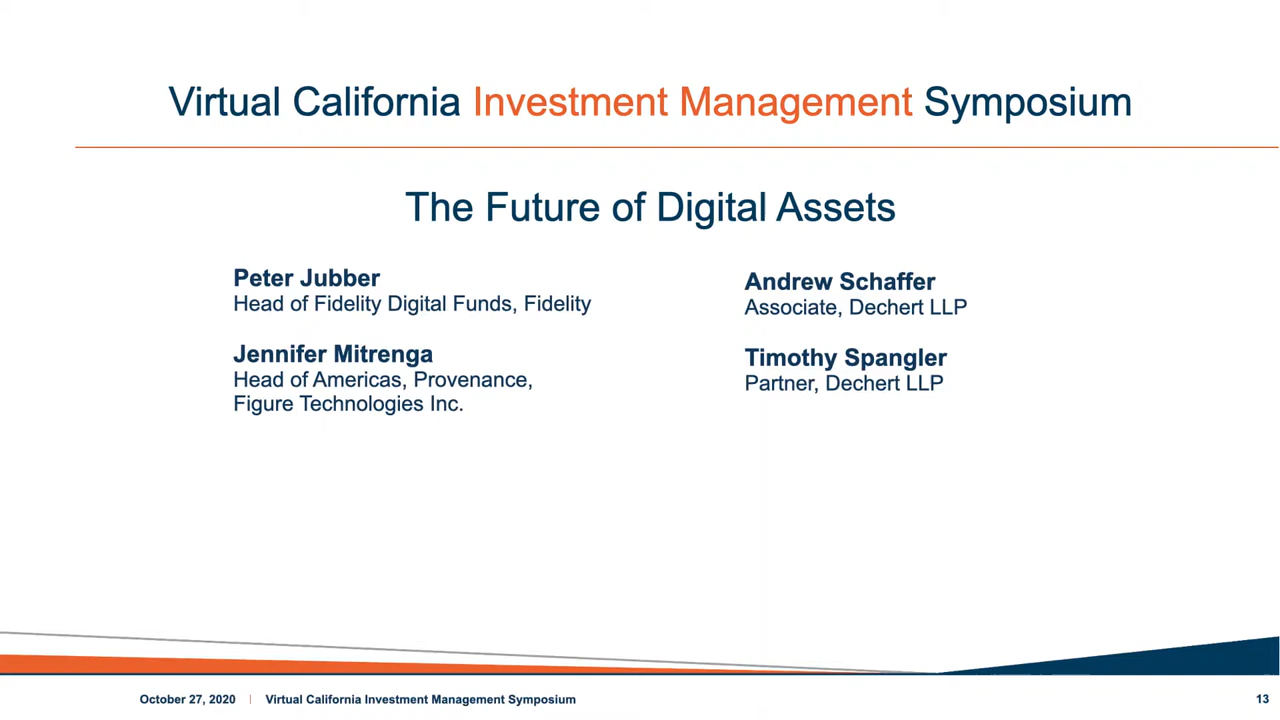 Virtual California Investment Management Symposium
The Future of Digital Assets
Peter Jubber
Head of Fidelity Digital Funds, Fidelity
Jennifer Mitrenga
Head of Americas, Provenance,
Figure Technologies Inc.
Andrew Schaffer
Associate, Dechert LLP
Timothy Spangler
Partner, Dechert LLP
October 27, 2020 | Virtual California Investment Management Symposium
13